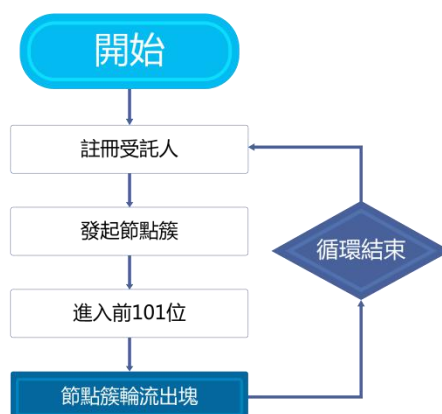 開始
註冊受託人
發起節點簇
進入前101位
節點簇輪流出塊
循環結束